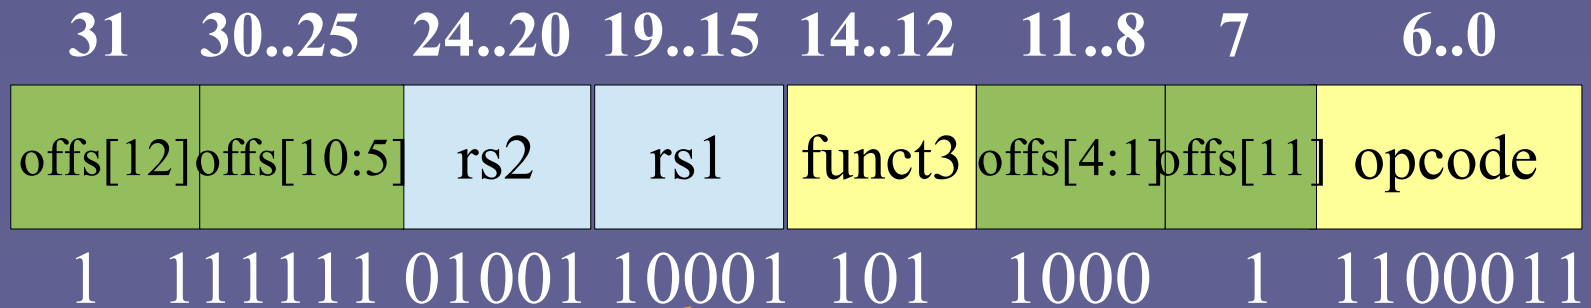 31 30..25 24..20 19..15 14..12 11..8 7 6..0
offs[12] offs[10:5] rs2 rs1 funct3 offs[4:1] offs[11] opcode
1 111111 01001 10001 101 1000 1 1100011